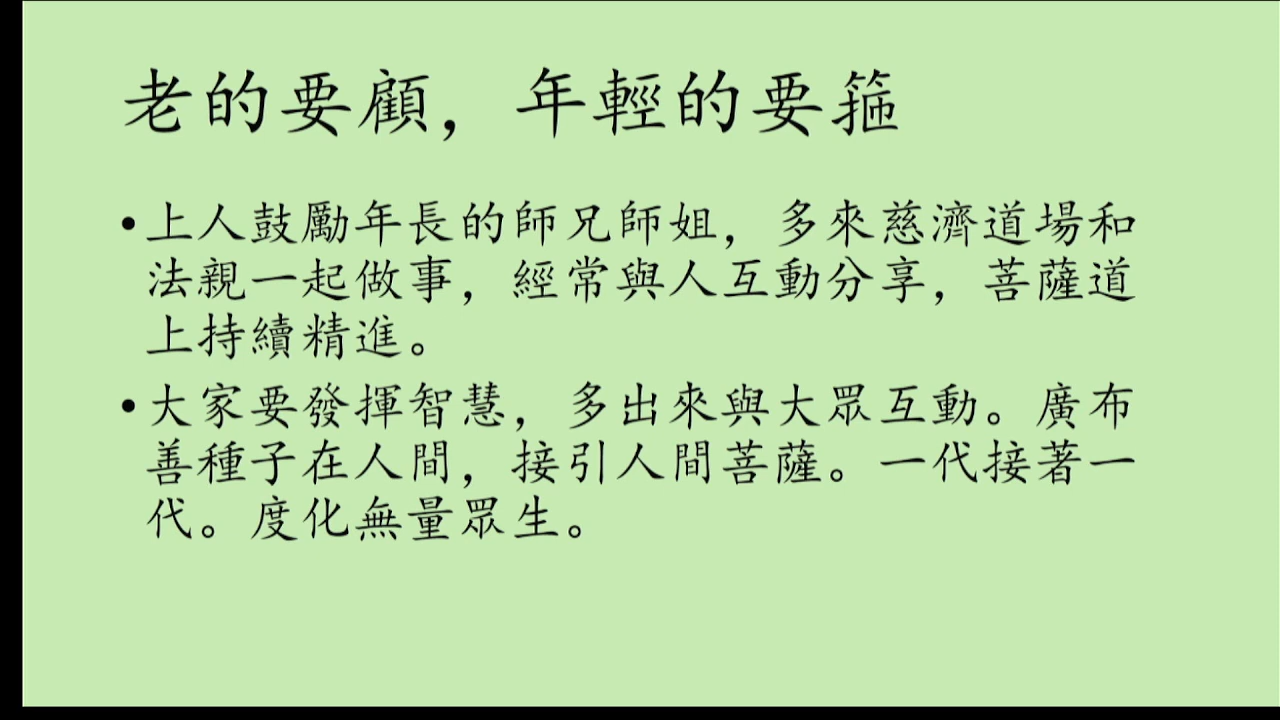 老的要顧，年輕的要箍
•上人鼓勵年長的師兄師姐，多來慈濟道場和
法親一起做事，經常與人互動分享，菩薩道
上持續精進。
•大家要發揮智慧，多出來與大眾互動。廣布
善種子在人間，接引人間菩薩。一代接著一
代。度化無量眾生。